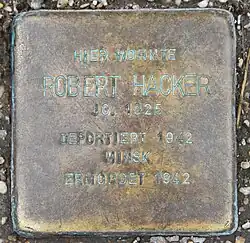 HIER WOHNTE
ROBERT HACKER
JG. 1925
DEPORTIERT 1942
MINSK
ERMORDET 1942